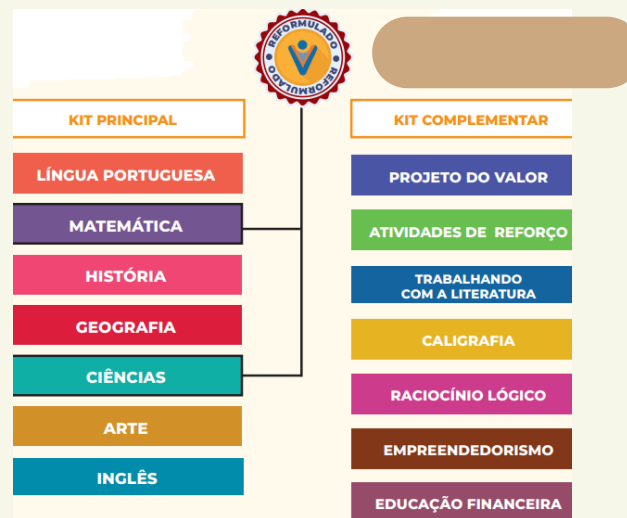 REFORMULADO
REFORMULADO
KIT PRINCIPAL
LÍNGUA PORTUGUESA
MATEMÁTICA
HISTÓRIA
GEOGRAFIA
CIÊNCIAS
ARTE
INGLÊS
KIT COMPLEMENTAR
PROJETO DO VALOR
ATIVIDADES DE REFORÇO
TRABALHANDO
COM A LITERATURA
CALIGRAFIA
RACIOCÍNIO LÓGICO
EMPREENDEDORISMO
EDUCAÇÃO FINANCEIRA